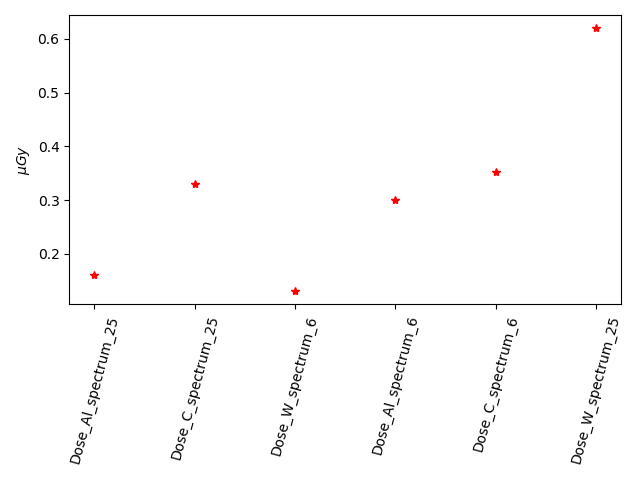 0.6
0.5
0.4
0.3
0.2
μGy
Dose_Al_spectrum_25
Dose_C_spectrum_25
Dose_W_spectrum_6
Dose_Al_spectrum_6
Dose_C_spectrum_6
Dose_W_spectrum_25